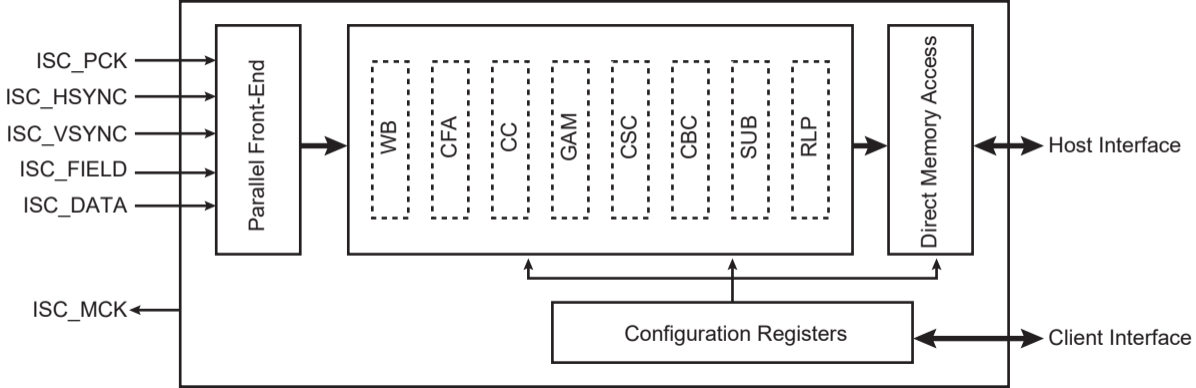 ISC_PCK
ISC_HSYNC
ISC_VSYNC
ISC_FIELD
ISC_DATA
ISC_MCK
Parallel Front-End
WB
CFA
CC
GAM
CSC
CBC
SUB
RLP
Direct Memory Access
Host Interface
Configuration Registers
Client Interface